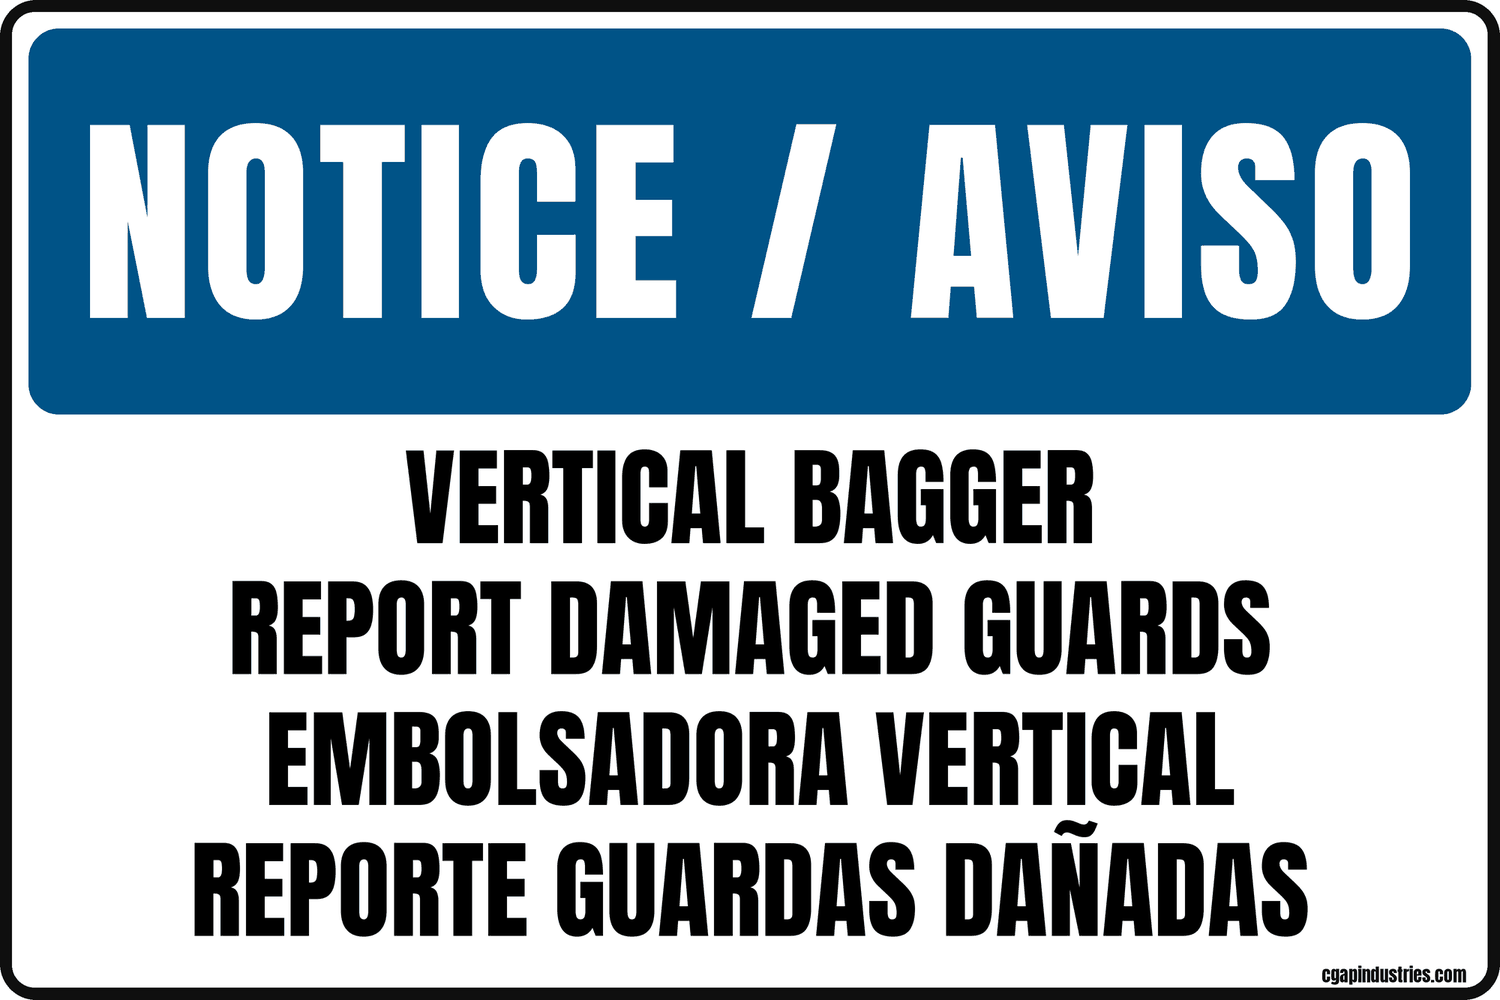 NOTICE / AVISO
VERTICAL BAGGER
REPORT DAMAGED GUARDS
EMBOLSADORA VERTICAL
REPORTE GUARDAS DAÑADAS
cgapindustries.com